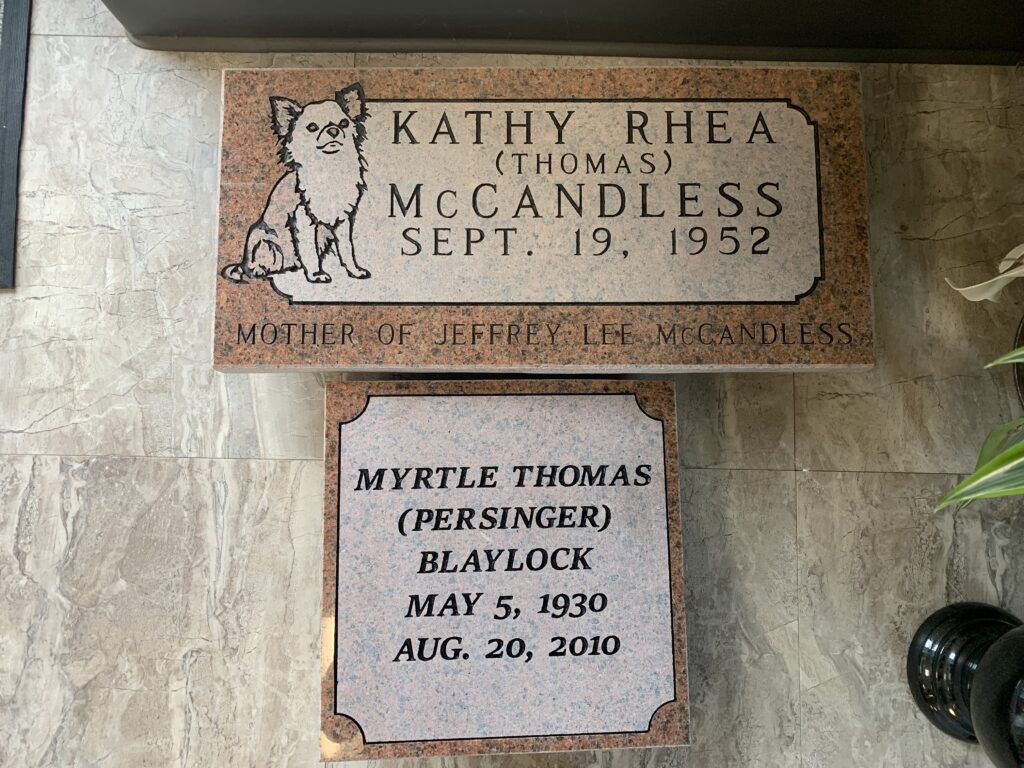 KATHY RHEA
(THOMAS)
McCANDLESS
SEPT. 19, 1952
MOTHER OF JEFFREY LEE McCANDLESS
MYRTLE THOMAS
(PERSINGER)
BLAYLOCK
MAY 5, 1930
AUG. 20, 2010